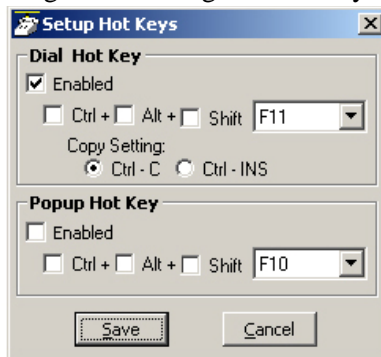 Setup Hot Keys
Dial Hot Key
Enabled
Ctrl + Alt + Shift F11
Copy Setting:
Ctrl - C Ctrl - INS
Popup Hot Key
Enabled
Ctrl + Alt + Shift F10
Save Cancel